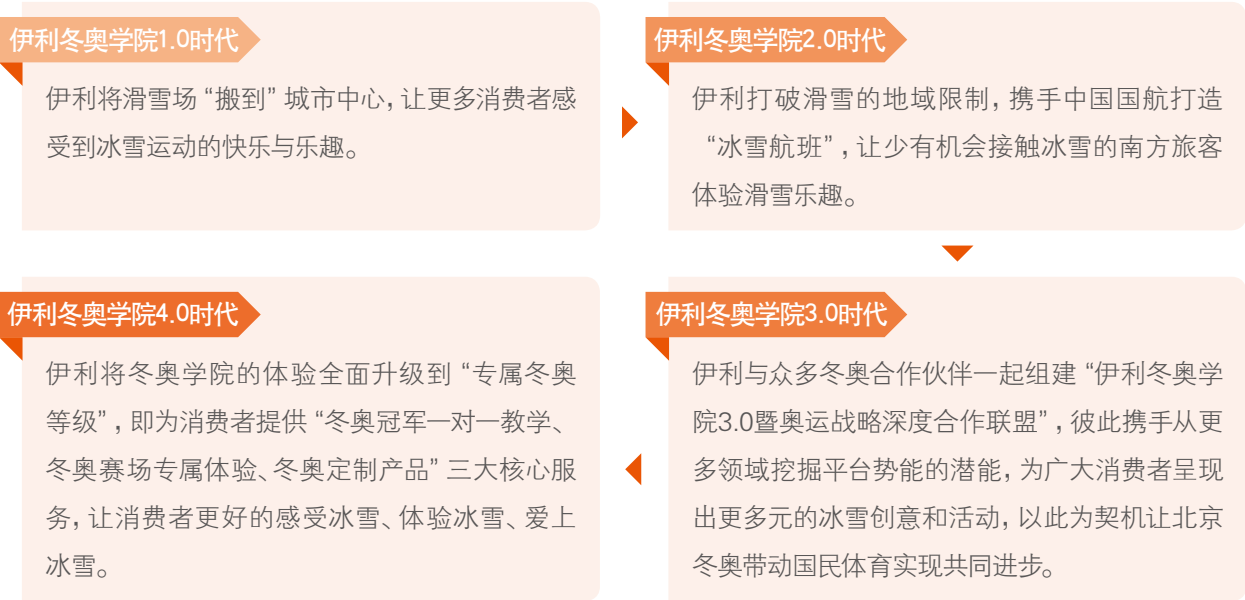 伊利冬奥学院1.0时代
伊利将滑雪场“搬到”城市中心，让更多消费者感
受到冰雪运动的快乐与乐趣。
伊利冬奥学院2.0时代
伊利打破滑雪的地域限制，携手中国国航打造
“冰雪航班”，让少有机会接触冰雪的南方旅客
体验滑雪乐趣。
伊利冬奥学院3.0时代
伊利与众多冬奥合作伙伴一起组建“伊利冬奥学
院3.0暨奥运战略深度合作联盟”，彼此携手从更
多领域挖掘平台势能的潜能，为广大消费者呈现
出更多元的冰雪创意和活动，以此为契机让北京
冬奥带动国民体育实现共同进步。
伊利冬奥学院4.0时代
伊利将冬奥学院的体验全面升级到“专属冬奥
等级”，即为消费者提供“冬奥冠军一对一教学、
冬奥赛场专属体验、冬奥定制产品”三大核心服
务，让消费者更好的感受冰雪、体验冰雪、爱上
冰雪。